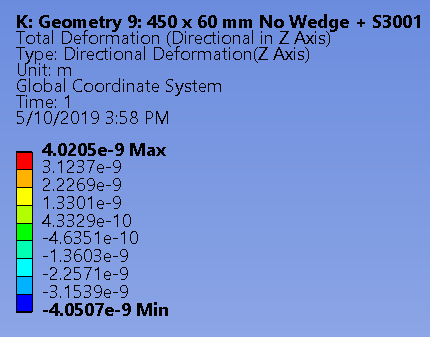 K: Geometry 9: 450 x 60 mm No Wedge + S3001
Total Deformation (Directional in Z Axis)
Type: Directional Deformation(Z Axis)
Unit: m
Global Coordinate System
Time: 1
5/10/2019 3:58 PM
4.0205e-9 Max
3.1237e-9
2.2269e-9
1.3301e-9
4.3329e-10
-4.6351e-10
-1.3603e-9
-2.2571e-9
-3.1539e-9
-4.0507e-9 Min